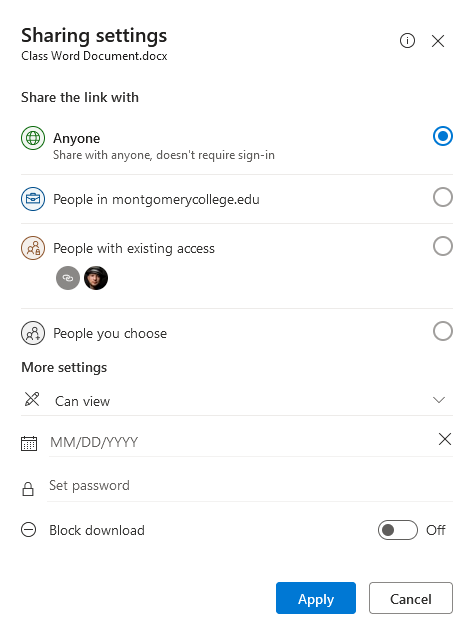 Sharing settings
Class Word Document.docx
Share the link with
Anyone
Share with anyone, doesn't require sign-in
People in montgomerycollege.edu
People with existing access
People you choose
More settings
Can view
MM/DD/YYYY
Set password
Block download
Off
Apply
Cancel